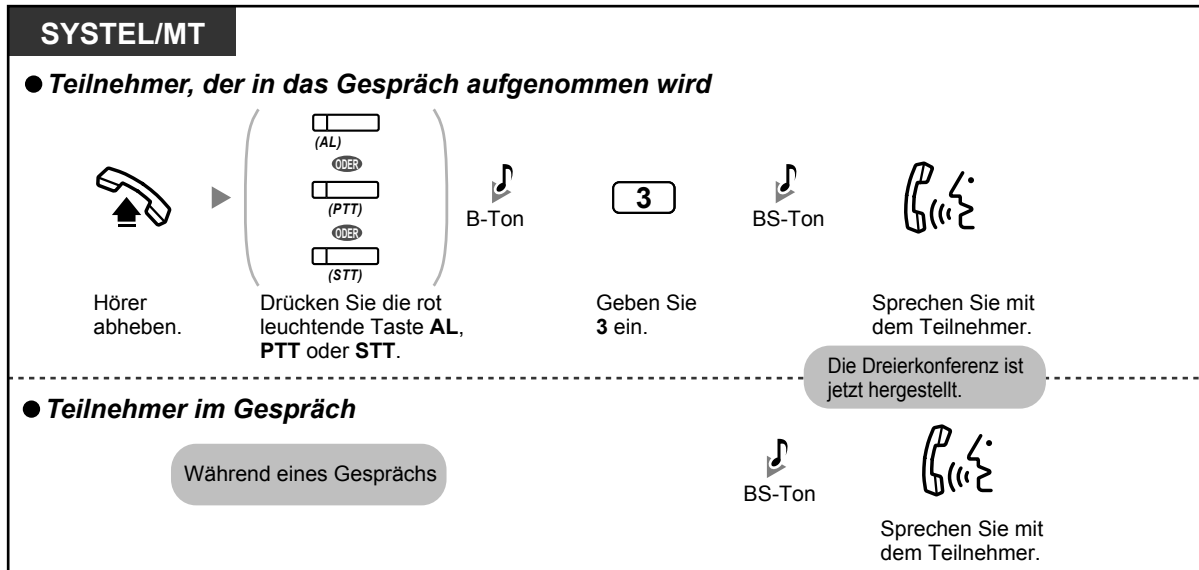 SYSTEL/MT
● Teilnehmer, der in das Gespräch aufgenommen wird
(AL)
ODER
(PTT)
ODER
(STT)
B-Ton
3
BS-Ton
Hörer
abheben.
Drücken Sie die rot
leuchtende Taste AL,
PTT oder STT.
Geben Sie
3 ein.
Sprechen Sie mit
dem Teilnehmer.
Die Dreierkonferenz ist
jetzt hergestellt.
● Teilnehmer im Gespräch
Während eines Gesprächs
BS-Ton
Sprechen Sie mit
dem Teilnehmer.